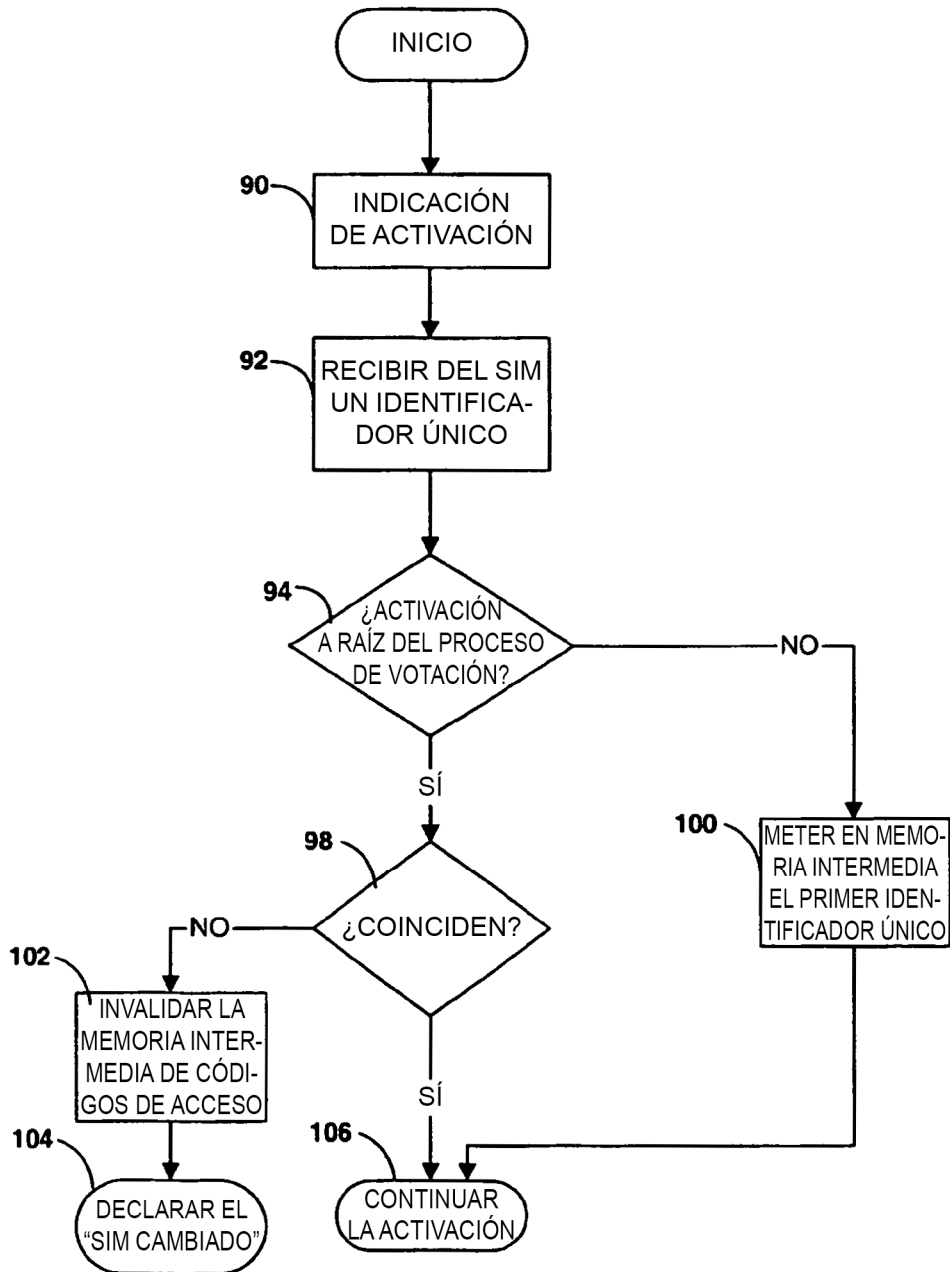 INICIO
90
INDICACIÓN
DE ACTIVACIÓN
92
RECIBIR DEL SIM
UN IDENTIFICA-
DOR ÚNICO
94
¿ACTIVACIÓN
A RAÍZ DEL PROCESO
DE VOTACIÓN?
NO
SÍ
98
¿COINCIDEN?
100
METER EN MEMO-
RIA INTERMEDIA
EL PRIMER IDEN-
TIFICADOR ÚNICO
NO
102
INVALIDAR LA
MEMORIA INTER-
MEDIA DE CÓDI-
GOS DE ACCESO
SÍ
104
DECLARAR EL
“SIM CAMBIADO”
106
CONTINUAR
LA ACTIVACIÓN